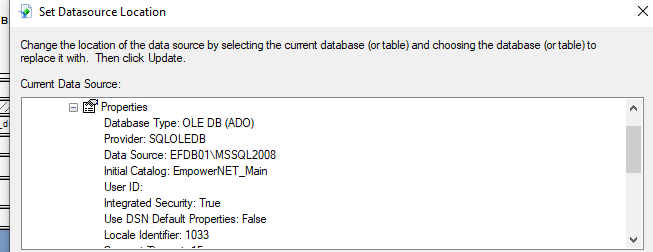 Set Datasource Location
Change the location of the data source by selecting the current database (or table) and choosing the database (or table) to
replace it with. Then click Update.
Current Data Source:
Properties
Database Type: OLE DB (ADO)
Provider: SQLOLEDB
Data Source: EFDB01\MSSQL2008
Initial Catalog: EmpowerNET_Main
User ID:
Integrated Security: True
Use DSN Default Properties: False
Locale Identifier: 1033